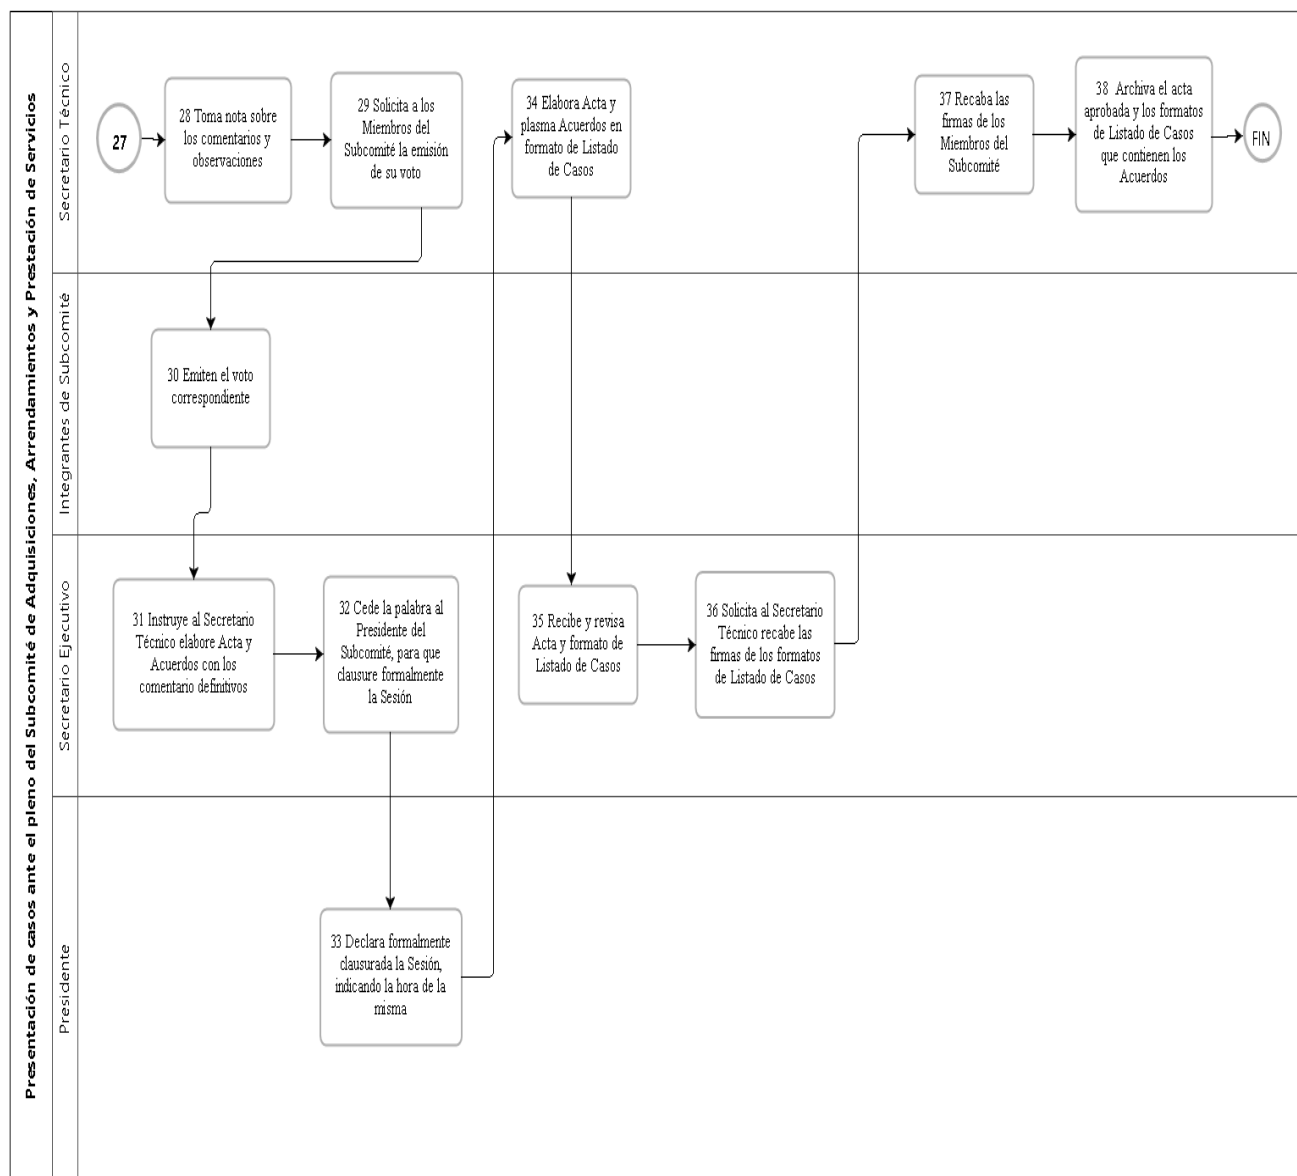 Presentación de casos ante el pleno del Subcomité de Adquisiciones, Arrendamientos y Prestación de Servicios
Secretario Técnico
27
28 Toma nota sobre
los comentarios y
observaciones
29 Solicita a los
Miembros del
Subcomité la emisión
de su voto
34 Elabora Acta y
plasma Acuerdos en
formato de Listado
de Casos
37 Recaba las
firmas de los
Miembros del
Subcomité
38 Archiva el acta
aprobada y los formatos
de Listado de Casos
que contienen los
Acuerdos
FIN
Integrantes de Subcomité
30 Emiten el voto
correspondiente
Secretario Ejecutivo
31 Instruye al Secretario
Técnico elabore Acta y
Acuerdos con los
comentario definitivos
32 Cede la palabra al
Presidente del
Subcomité, para que
clausure formalmente
la Sesión
35 Recibe y revisa
Acta y formato de
Listado de Casos
36 Solicita al Secretario
Técnico recabe las
firmas de los formatos
de Listado de Casos
Presidente
33 Declara formalmente
clausurada la Sesión,
indicando la hora de la
misma